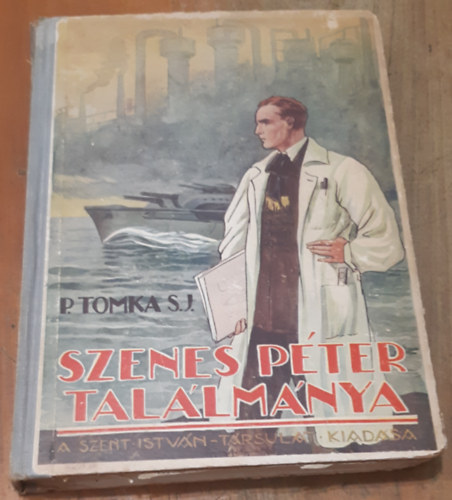 P. TOMKA S.J.
SZENES PÉTER
TALÁLMÁNYA
A SZENT-ISTVÁN-TÁRSULAT KIADÁSA